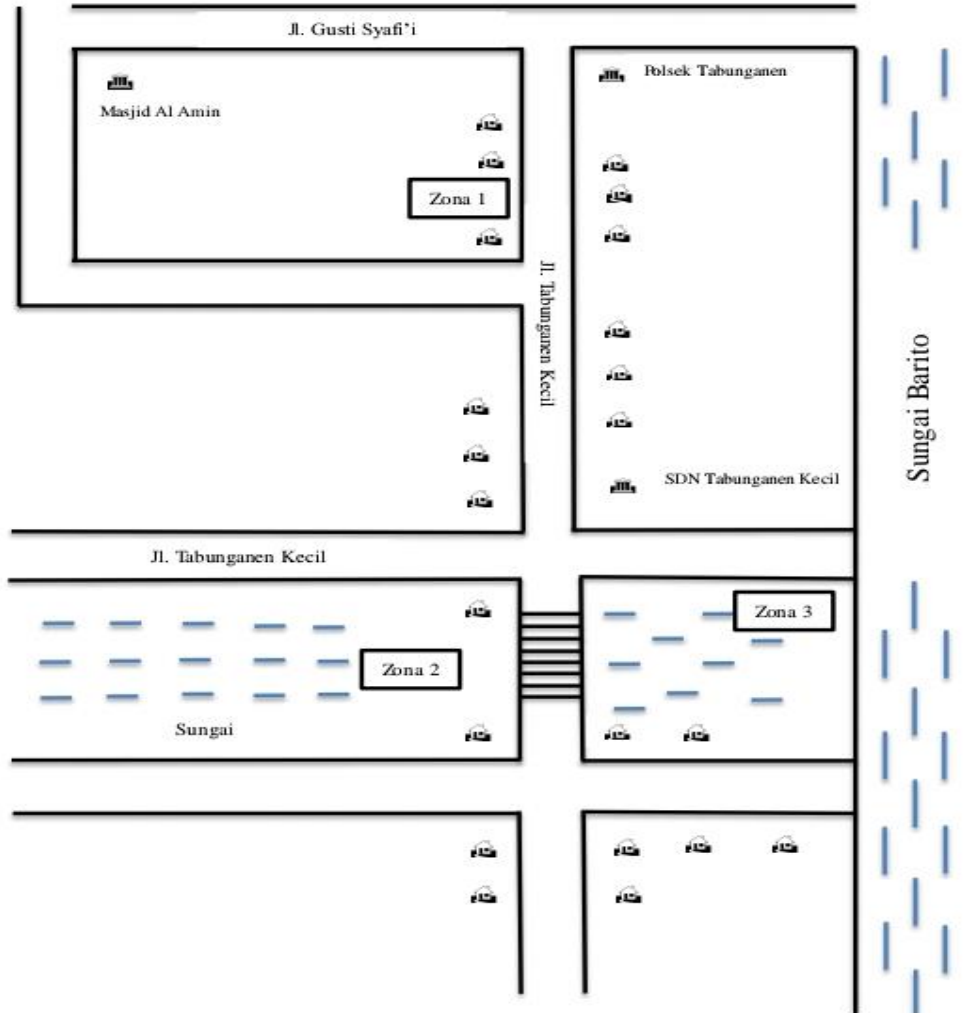 Jl. Gusti Syafi’i
Polsek Tabunganen
Masjid Al Amin
Zona 1
Jl. Tabunganen Kecil
Sungai Barito
SDN Tabunganen Kecil
Jl. Tabunganen Kecil
Zona 3
Zona 2
Sungai